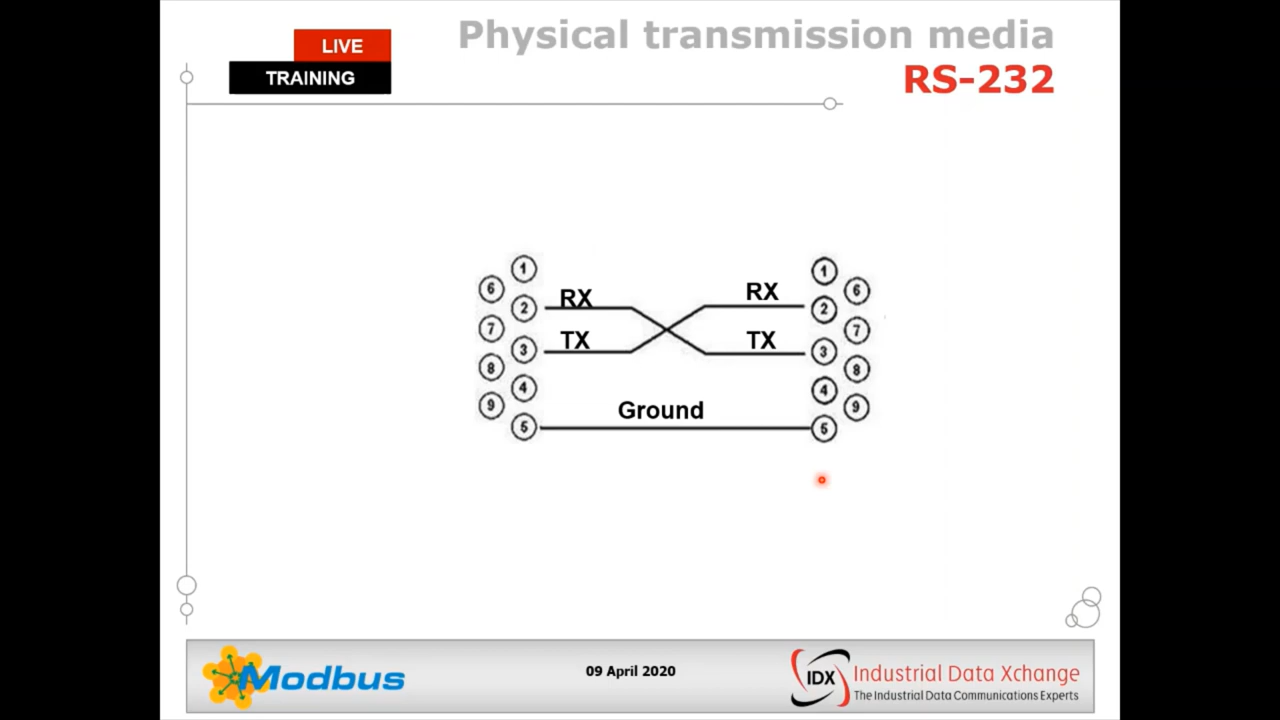 Physical transmission media
LIVE
TRAINING
RS-232
1 1
6 RX RX 6
2 2
7 TX TX 7
3 3
8 8
4 4
9 Ground 9
5 5
Modbus
09 April 2020
IDX
Industrial Data Xchange
The Industrial Data Communications Experts